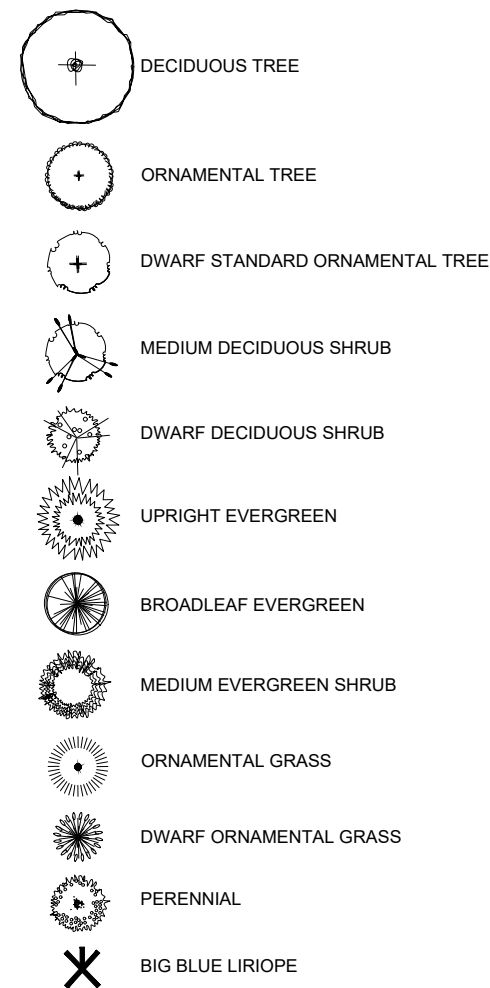 DECIDUOUS TREE
ORNAMENTAL TREE
DWARF STANDARD ORNAMENTAL TREE
MEDIUM DECIDUOUS SHRUB
DWARF DECIDUOUS SHRUB
UPRIGHT EVERGREEN
BROADLEAF EVERGREEN
MEDIUM EVERGREEN SHRUB
ORNAMENTAL GRASS
DWARF ORNAMENTAL GRASS
PERENNIAL
BIG BLUE LIRIOPE